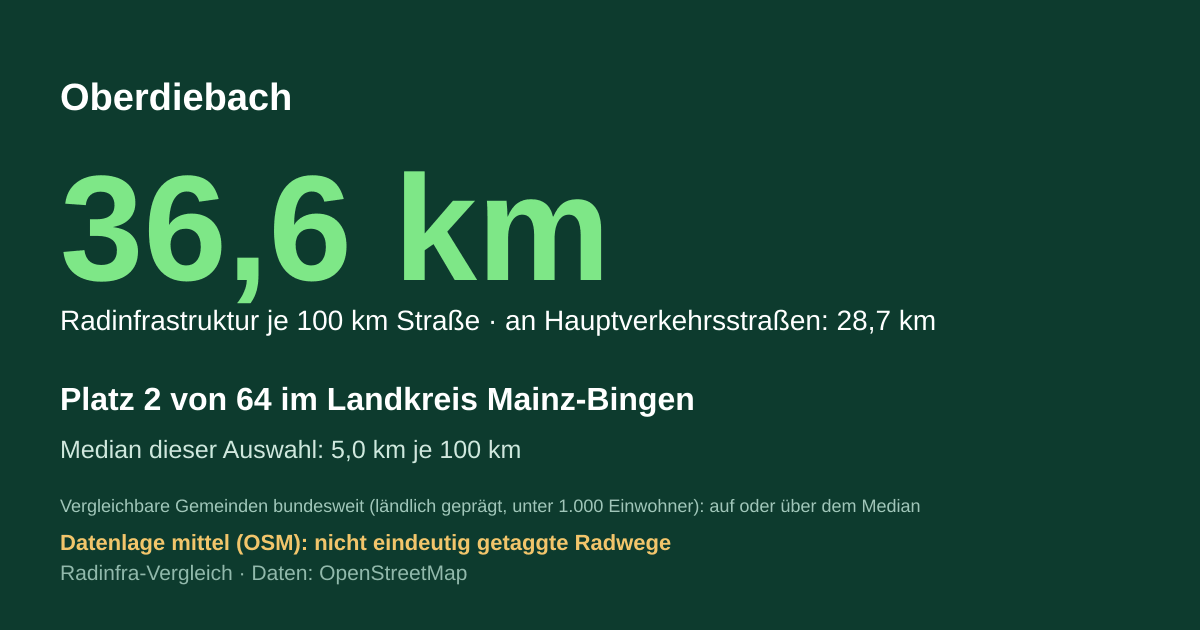 Oberdiebach
36,6 km
Radinfrastruktur je 100 km Straße · an Hauptverkehrsstraßen: 28,7 km
Platz 2 von 64 im Landkreis Mainz-Bingen
Median dieser Auswahl: 5,0 km je 100 km
Vergleichbare Gemeinden bundesweit (ländlich geprägt, unter 1.000 Einwohner): auf oder über dem Median
Datenlage mittel (OSM): nicht eindeutig getaggte Radwege
Radinfra-Vergleich · Daten: OpenStreetMap